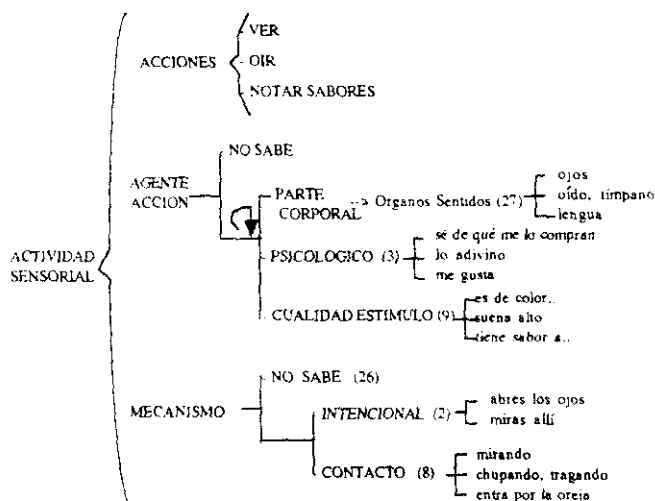 VER
ACCIONES
OIR
NOTAR SABORES
NO SABE
AGENTE
ACCION
PARTE
CORPORAL
--> Organos Sentidos (27)
ojos
oído, tímpano
lengua
ACTIVIDAD
SENSORIAL
PSICOLOGICO (3)
sé de qué me lo compran
lo adivino
me gusta
CUALIDAD ESTIMULO (9)
es de color..
suena alto
tiene sabor a..
NO SABE (26)
MECANISMO
INTENCIONAL (2)
abres los ojos
miras allí
CONTACTO (8)
mirando
chupando, tragando
entra por la oreja